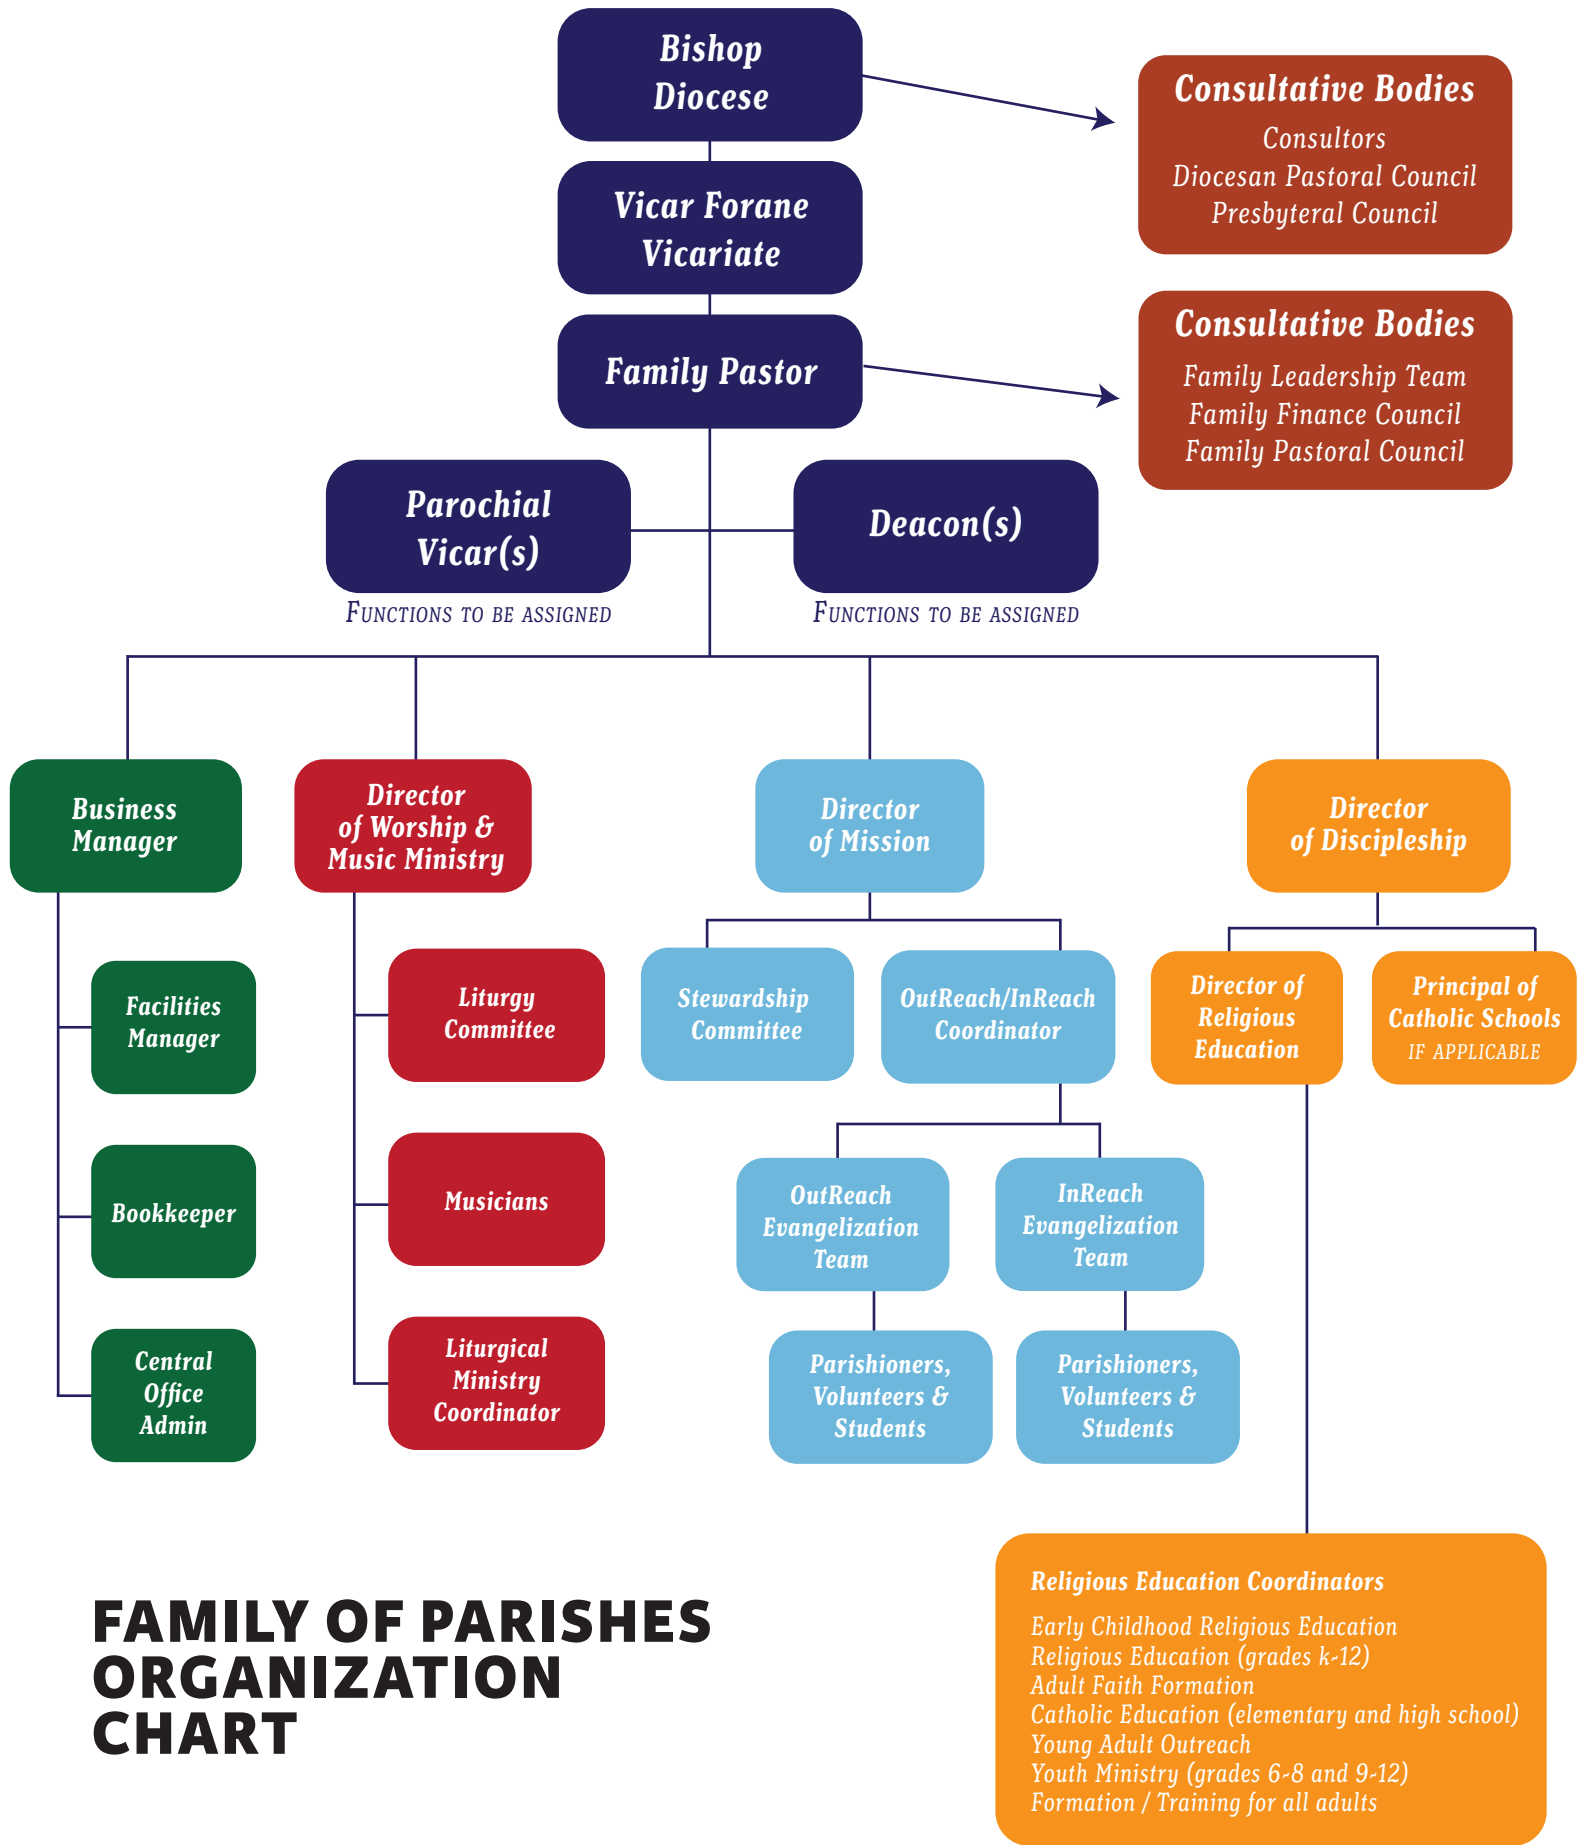 Bishop
Diocese
Consultative Bodies
Consultors
Diocesan Pastoral Council
Presbyteral Council
Vicar Forane
Vicariate
Family Pastor
Consultative Bodies
Family Leadership Team
Family Finance Council
Family Pastoral Council
Parochial
Vicar(s)
Functions to be assigned
Deacon(s)
Functions to be assigned
Business
Manager
Director
of Worship &
Music Ministry
Director
of Mission
Director
of Discipleship
Facilities
Manager
Bookkeeper
Central
Office
Admin
Liturgy
Committee
Musicians
Liturgical
Ministry
Coordinator
Stewardship
Committee
OutReach/InReach
Coordinator
OutReach
Evangelization
Team
InReach
Evangelization
Team
Parishioners,
Volunteers &
Students
Parishioners,
Volunteers &
Students
Director of
Religious
Education
Principal of
Catholic Schools
IF APPLICABLE
Religious Education Coordinators
Early Childhood Religious Education
Religious Education (grades k-12)
Adult Faith Formation
Catholic Education (elementary and high school)
Young Adult Outreach
Youth Ministry (grades 6-8 and 9-12)
Formation / Training for all adults
FAMILY OF PARISHES
ORGANIZATION
CHART